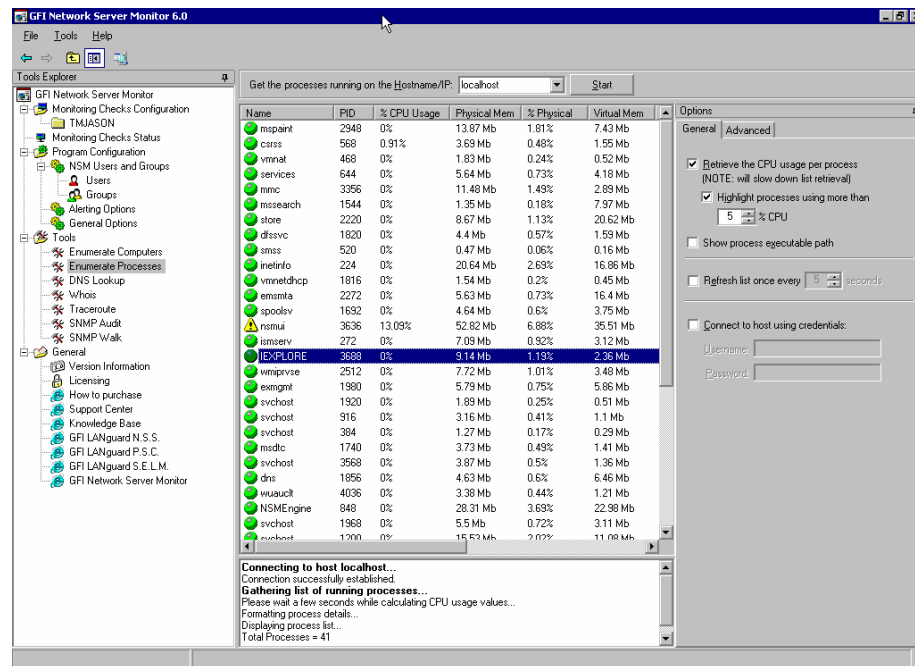 GFI Network Server Monitor 6.0
File Tools Help
Tools Explorer
GFI Network Server Monitor
Monitoring Checks Configuration
TMJASON
Monitoring Checks Status
Program Configuration
NSM Users and Groups
Users
Groups
Alerting Options
General Options
Tools
Enumerate Computers
Enumerate Processes
DNS Lookup
Whois
Traceroute
SNMP Audit
SNMP Walk
General
Version Information
Licensing
How to purchase
Support Center
Knowledge Base
GFI LANguard N.S.S.
GFI LANguard P.S.C.
GFI LANguard S.E.L.M.
GFI Network Server Monitor
Get the processes running on the Hostname/IP: localhost Start
Name PID % CPU Usage Physical Mem % Physical Virtual Mem
mspaint 2948 0% 13.87 Mb 1.81% 7.43 Mb
csrss 568 0.91% 3.69 Mb 0.48% 1.55 Mb
vmnat 468 0% 1.83 Mb 0.24% 0.52 Mb
services 644 0% 5.64 Mb 0.73% 4.18 Mb
mmc 3356 0% 11.48 Mb 1.49% 2.89 Mb
mssearch 1544 0% 1.35 Mb 0.18% 7.97 Mb
store 2220 0% 8.67 Mb 1.13% 20.62 Mb
dfssvc 1820 0% 4.4 Mb 0.57% 1.59 Mb
smss 520 0% 0.47 Mb 0.06% 0.16 Mb
inetinfo 224 0% 20.64 Mb 2.69% 16.86 Mb
vmnetdhcp 1816 0% 1.54 Mb 0.2% 0.45 Mb
emsmta 2272 0% 5.63 Mb 0.73% 16.4 Mb
spoolsv 1692 0% 4.64 Mb 0.6% 3.75 Mb
nsmui 3636 13.09% 52.82 Mb 6.88% 35.51 Mb
ismserv 272 0% 7.09 Mb 0.92% 3.12 Mb
IEXPLORE 3688 0% 9.14 Mb 1.19% 2.36 Mb
wmiprvse 2512 0% 7.72 Mb 1.01% 3.48 Mb
exmgmt 1980 0% 5.79 Mb 0.75% 5.86 Mb
svchost 1920 0% 1.89 Mb 0.25% 0.51 Mb
svchost 916 0% 3.16 Mb 0.41% 1.1 Mb
svchost 384 0% 1.27 Mb 0.17% 0.29 Mb
msdtc 1740 0% 3.73 Mb 0.49% 1.41 Mb
svchost 3568 0% 3.87 Mb 0.5% 1.36 Mb
dns 1856 0% 4.63 Mb 0.6% 6.46 Mb
wuauclt 4036 0% 3.38 Mb 0.44% 1.21 Mb
NSMEngine 848 0% 28.31 Mb 3.69% 22.98 Mb
svchost 1968 0% 5.5 Mb 0.72% 3.11 Mb
svchost 1200 0% 15.53 Mb 2.02% 11.08 Mb
Connecting to host localhost...
Connection successfully established.
Gathering list of running processes...
Please wait a few seconds while calculating CPU usage values...
Formatting process details...
Displaying process list...
Total Processes = 41
Options
General Advanced
Retrieve the CPU usage per process
(NOTE: will slow down list retrieval)
Highlight processes using more than
5 % CPU
Show process executable path
Refresh list once every 5 seconds
Connect to host using credentials:
Username:
Password: